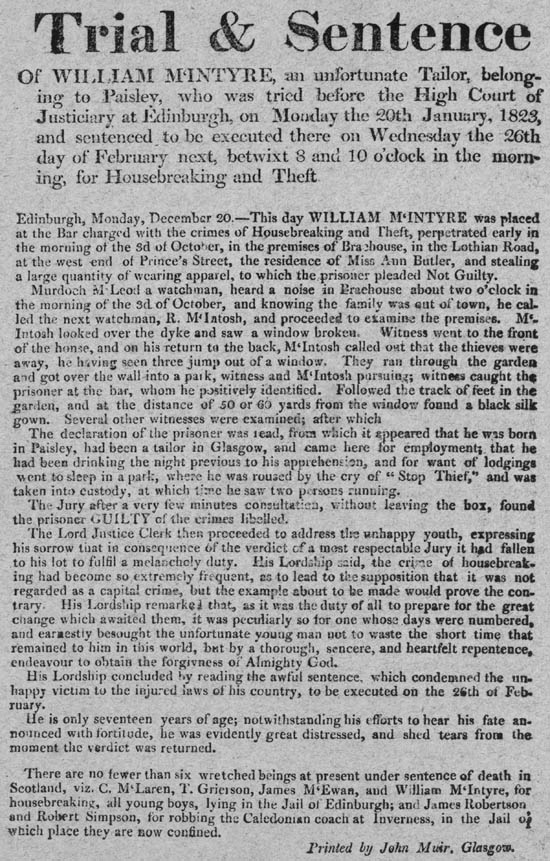 Trial & Sentence
Of WILLIAM M'INTYRE, an unfortunate Tailor, belong-
ing to Paisley, who was tried before the High Court of
Justiciary at Edinburgh, on Monday the 20th January, 1823,
and sentenced to be executed there on Wednesday the 26th
day of February next, betwixt 8 and 10 o'clock in the morn-
ing, for Housebreaking and Theft
Edinburgh, Monday, December 20.—This day WILLIAM M'INTYRE was placed
at the Bar charged with the crimes of Housebreaking and Theft, perpetrated early in
the morning of the 3d of October, in the premises of Braehouse, in the Lothian Road,
at the west end of Prince's Street, the residence of Miss Ann Butler, and stealing
a large quantity of wearing apparel, to which the prisoner pleaded Not Guilty.
Murdoch M'Leod a watchman, heard a noise in Braehouse about two o'clock in
the morning of the 3d of October, and knowing the family was out of town, he cal-
led the next watchman, R. M'Intosh, and proceeded to examine the premises. M'-
Intosh looked over the dyke and saw a window broken. Witness went to the front
of the honse, and on his return to the back, M'Intosh called out that the thieves were
away, he having seen three jump out of a window. They ran through the garden
and got over the wall into a park, witness and M'Intosh pursuing; witness caught the
prisoner at the bar, whom he positively identified. Followed the track of feet in the
garden, and at the distance of 50 or 60 yards from the window found a black silk
gown. Several other witnesses were examined; after which
The declaration of the prisoner was read, from which it appeared that he was born
in Paisley, had been a tailor in Glasgow, and came here for employment; that he
had been drinking the night previous to his apprehension, and for want of lodgings
went to sleep in a park, where he was roused by the cry of "Stop Thief," and was
taken into custody, at which time he saw two persons running.
The Jury after a very few minutes consultation, without leaving the box, found
the prisoner GUILTY of the crimes libelled.
The Lord Justice Clerk then proceeded to address the unhappy youth, expressing
his sorrow that in consequence of the verdict of a most respectable Jury it had fallen
to his lot to fulfil a melancholy duty. His Lordship said, the crime of housebreak-
ing had become so extremely frequent, as to lead to the supposition that it was not
regarded as a capital crime, but the example about to be made would prove the con-
trary. His Lordship remarked that, as it was the duty of all to prepare for the great
change which awaited them, it was peculiarly so for one whose days were numbered,
and earnestly besought the unfortunate young man not to waste the short time that
remained to him in this world, but by a thorough, sencere, and heartfelt repentence,
endeavour to obtain the forgivness of Almighty God.
His Lordship concluded by reading the awful sentence, which condemned the un-
happy victim to the injured laws of his country, to be executed on the 26th of Feb-
ruary.
He is only seventeen years of age; notwithstanding his efforts to hear his fate an-
nounced with fortitude, he was evidently great distressed, and shed tears from the
moment the verdict was returned.
There are no fewer than six wretched beings at present under sentence of death in
Scotland, viz. C. M'Laren, T. Grierson, James M'Ewan, and William M'Intyre, for
housebreaking, all young boys, lying in the Jail of Edinburgh; and James Robertson
and Robert Simpson, for robbing the Caledonian coach at Inverness, in the Jail of
which place they are now confined.
Printed by John Muir, Glasgow.